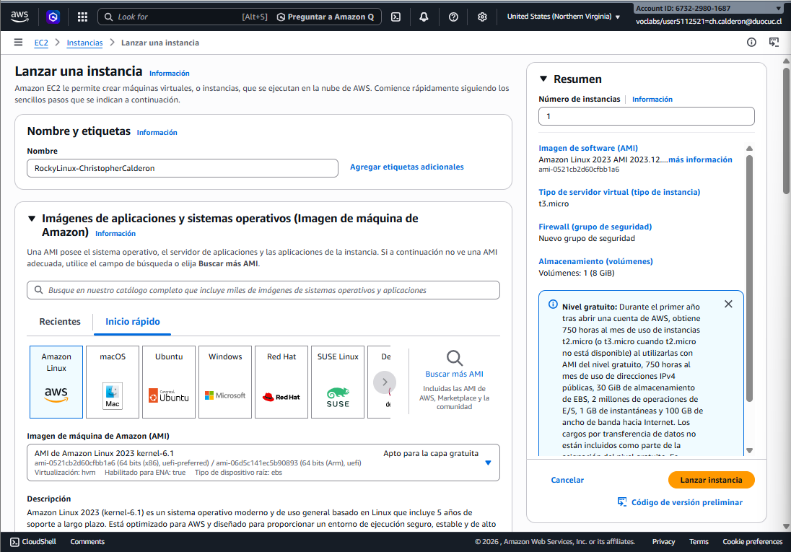 aws
Look for
[Alt+S]
Preguntar a Amazon Q
United States (Northern Virginia)
Account ID: 6732-2980-1687
voclabs/user5112521=ch.calderon@duocuc.cl
EC2 > Instancias > Lanzar una instancia
Lanzar una instancia Información
Amazon EC2 le permite crear máquinas virtuales, o instancias, que se ejecutan en la nube de AWS. Comience rápidamente siguiendo los
sencillos pasos que se indican a continuación.
Nombre y etiquetas Información
Nombre
RockyLinux-ChristopherCalderon
Agregar etiquetas adicionales
Imágenes de aplicaciones y sistemas operativos (Imagen de máquina de
Amazon) Información
Una AMI posee el sistema operativo, el servidor de aplicaciones y las aplicaciones de la instancia. Si a continuación no ve una AMI
adecuada, utilice el campo de búsqueda o elija Buscar más AMI.
Busque en nuestro catálogo completo que incluye miles de imágenes de sistemas operativos y aplicaciones
Recientes
Inicio rápido
Amazon
Linux
aws
macOS
Mac
Ubuntu
Ubuntu
Windows
Microsoft
Red Hat
Red Hat
SUSE Linux
SUSE
De
Buscar más AMI
Incluidas las AMI de
AWS, Marketplace y la
comunidad
Imagen de máquina de Amazon (AMI)
AMI de Amazon Linux 2023 kernel-6.1
Apto para la capa gratuita
ami-0521cb2d60cfbb1a6 (64 bits (x86), uefi-preferred) / ami-06d5c141ec5b90893 (64 bits (Arm), uefi)
Virtualización: hvm Habilitado para ENA: true Tipo de dispositivo raíz: ebs
Descripción
Amazon Linux 2023 (kernel-6.1) es un sistema operativo moderno y de uso general basado en Linux que incluye 5 años de
soporte a largo plazo. Está optimizado para AWS y diseñado para proporcionar un entorno de ejecución seguro, estable y de alto
Resumen
Número de instancias Información
1
Imagen de software (AMI)
Amazon Linux 2023 AMI 2023.12....más información
ami-0521cb2d60cfbb1a6
Tipo de servidor virtual (tipo de instancia)
t3.micro
Firewall (grupo de seguridad)
Nuevo grupo de seguridad
Almacenamiento (volúmenes)
Volúmenes: 1 (8 GiB)
Nivel gratuito: Durante el primer año
tras abrir una cuenta de AWS, obtiene
750 horas al mes de uso de instancias
t2.micro (o t3.micro cuando t2.micro
no está disponible) al utilizarlas con
AMI del nivel gratuito, 750 horas al
mes de uso de direcciones IPv4
públicas, 30 GiB de almacenamiento
de EBS, 2 millones de operaciones de
E/S, 1 GB de instantáneas y 100 GB de
ancho de banda hacia Internet. Los
cargos por transferencia de datos no
están incluidos como parte de la
Cancelar
Lanzar instancia
Código de versión preliminar
CloudShell
Comments
© 2026, Amazon Web Services, Inc. or its affiliates.
Privacy
Terms
Cookie preferences